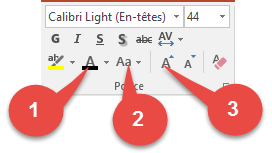 Calibri Light (En-têtes) 44
G I S S abc AV
ab A Aa A A A
Police
1 2 3